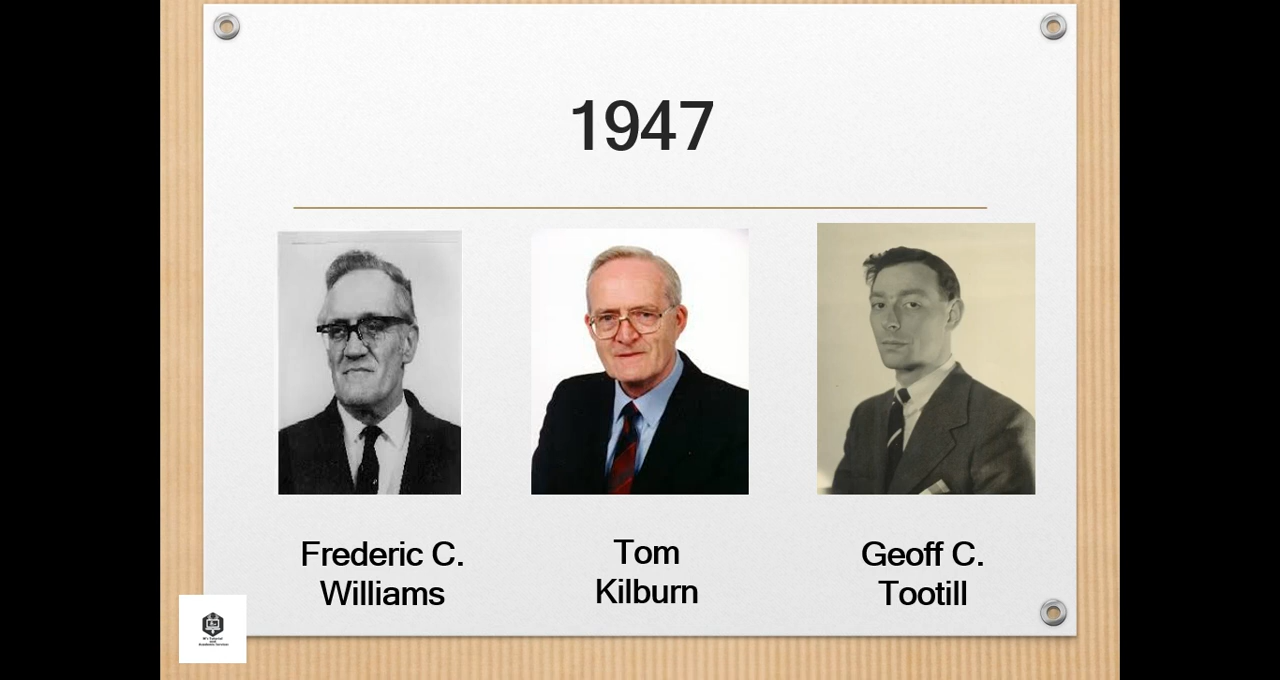 1947
Frederic C.
Williams
Tom
Kilburn
Geoff C.
Tootill